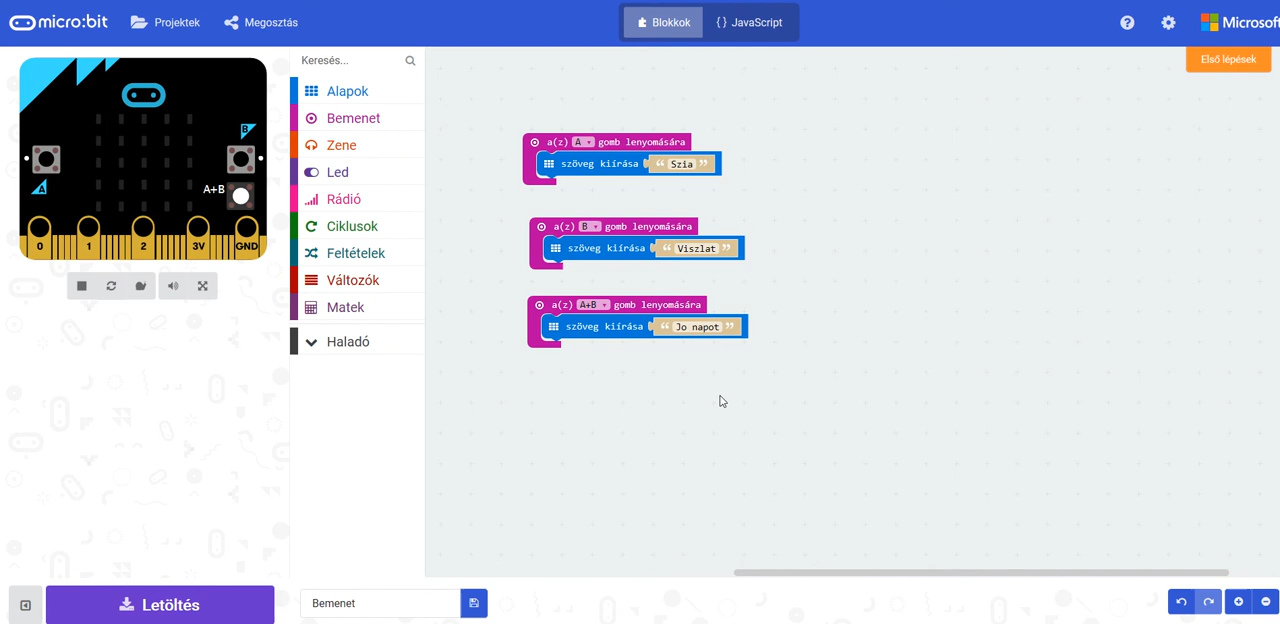 micro:bit
Projektek
Megosztás
Blokkok
{ } JavaScript
Microsoft
Első lépések
Keresés...
Alapok
Bemenet
Zene
Led
Rádió
Ciklusok
Feltételek
Változók
Matek
Haladó
B
A
A+B
0 1 2 3V GND
a(z) A gomb lenyomására
szöveg kiírása “ Szia ”
a(z) B gomb lenyomására
szöveg kiírása “ Viszlat ”
a(z) A+B gomb lenyomására
szöveg kiírása “ Jo napot ”
Letöltés
Bemenet